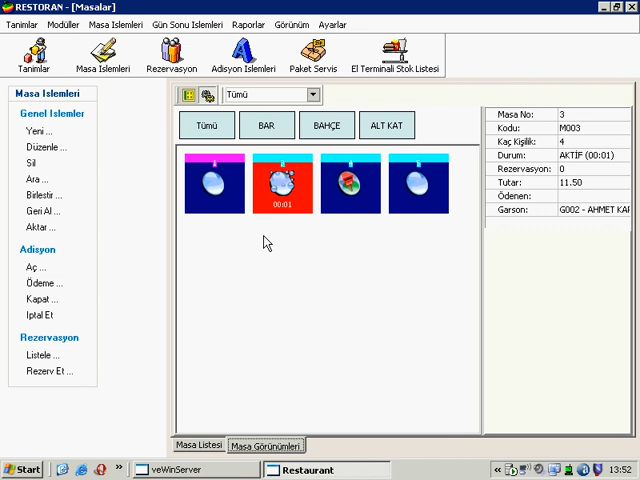 RESTORAN - [Masalar]
Tanimlar Modüller Masa Islemleri Gün Sonu Islemleri Raporlar Görünüm Ayarlar
Tanimlar Masa Islemleri Rezervasyon Adisyon Islemleri Paket Servis El Terminali Stok Listesi
Masa Islemleri
Genel Islemler
Yeni ...
Düzenle ...
Sil
Ara ...
Birlestir ...
Geri Al ...
Aktar ...
Adisyon
Aç ...
Ödeme ...
Kapat ...
Iptal Et
Rezervasyon
Listele ...
Rezerv Et ...
Tümü
Tümü BAR BAHÇE ALT KAT
00:01
Masa Listesi Masa Görünümleri
Masa No: 3
Kodu: M003
Kaç Kişilik: 4
Durum: AKTİF (00:01)
Rezervasyon: 0
Tutar: 11.50
Ödenen:
Garson: G002 - AHMET KAR
Start » veWinServer Restaurant « 13:52